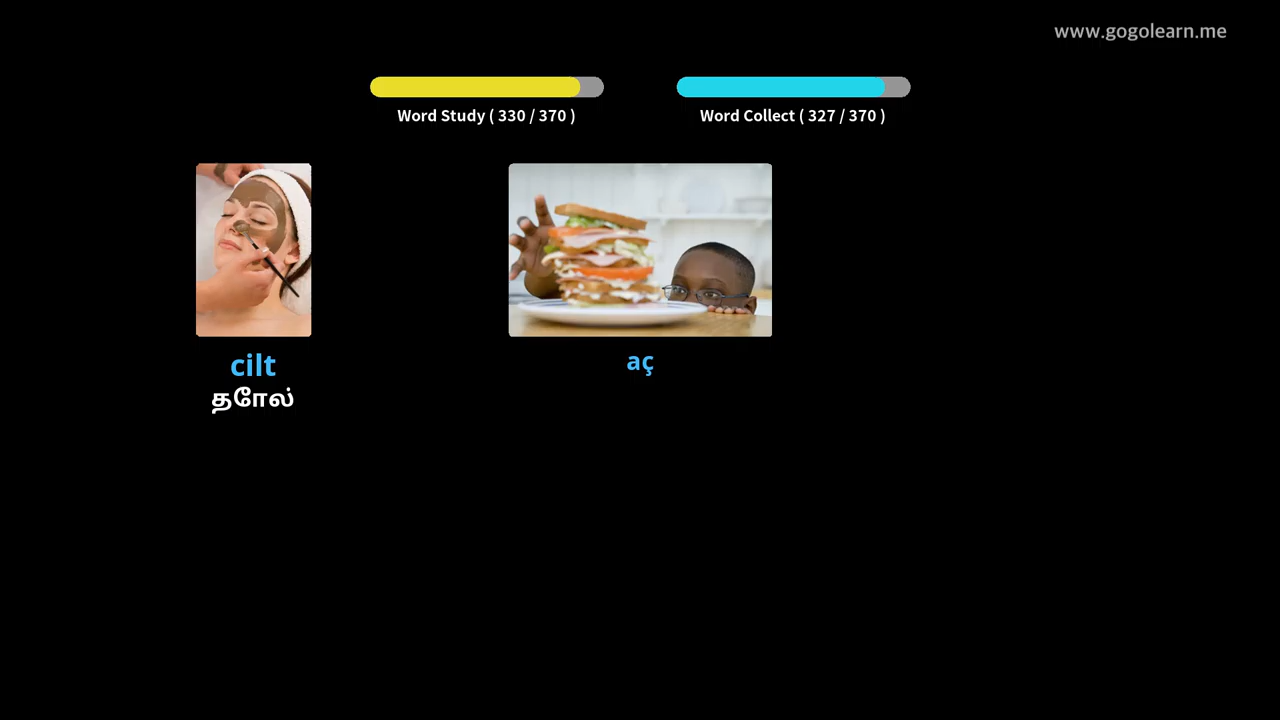 www.gogolearn.me
Word Study ( 330 / 370 )
Word Collect ( 327 / 370 )
cilt
தோல்
aç